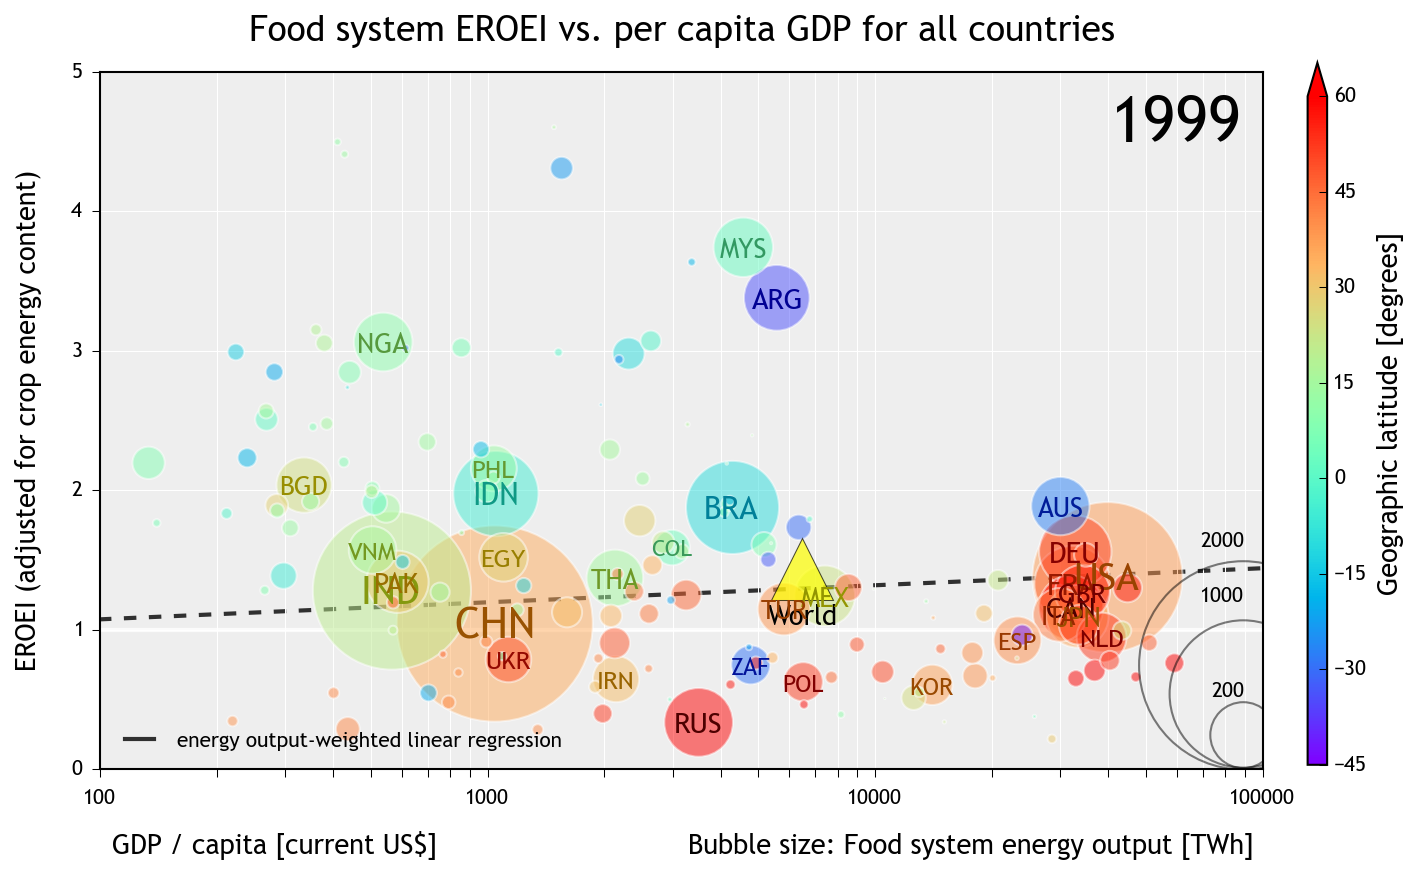 Food system EROEI vs. per capita GDP for all countries
1999
EROEI (adjusted for crop energy content)
5
4
3
2
1
0
MYS
ARG
NGA
BGD
PHL
IDN
BRA
AUS
VNM
EGY
COL
DEU
PAK
IND
THA
FRA
USA
GBR
MEX
TUR
World
CAN
ITA
JPN
CHN
UKR
ESP
NLD
ZAF
IRN
POL
KOR
RUS
2000
1000
200
energy output-weighted linear regression
100
1000
10000
100000
GDP / capita [current US$]
Bubble size: Food system energy output [TWh]
60
45
30
15
0
−15
−30
−45
Geographic latitude [degrees]